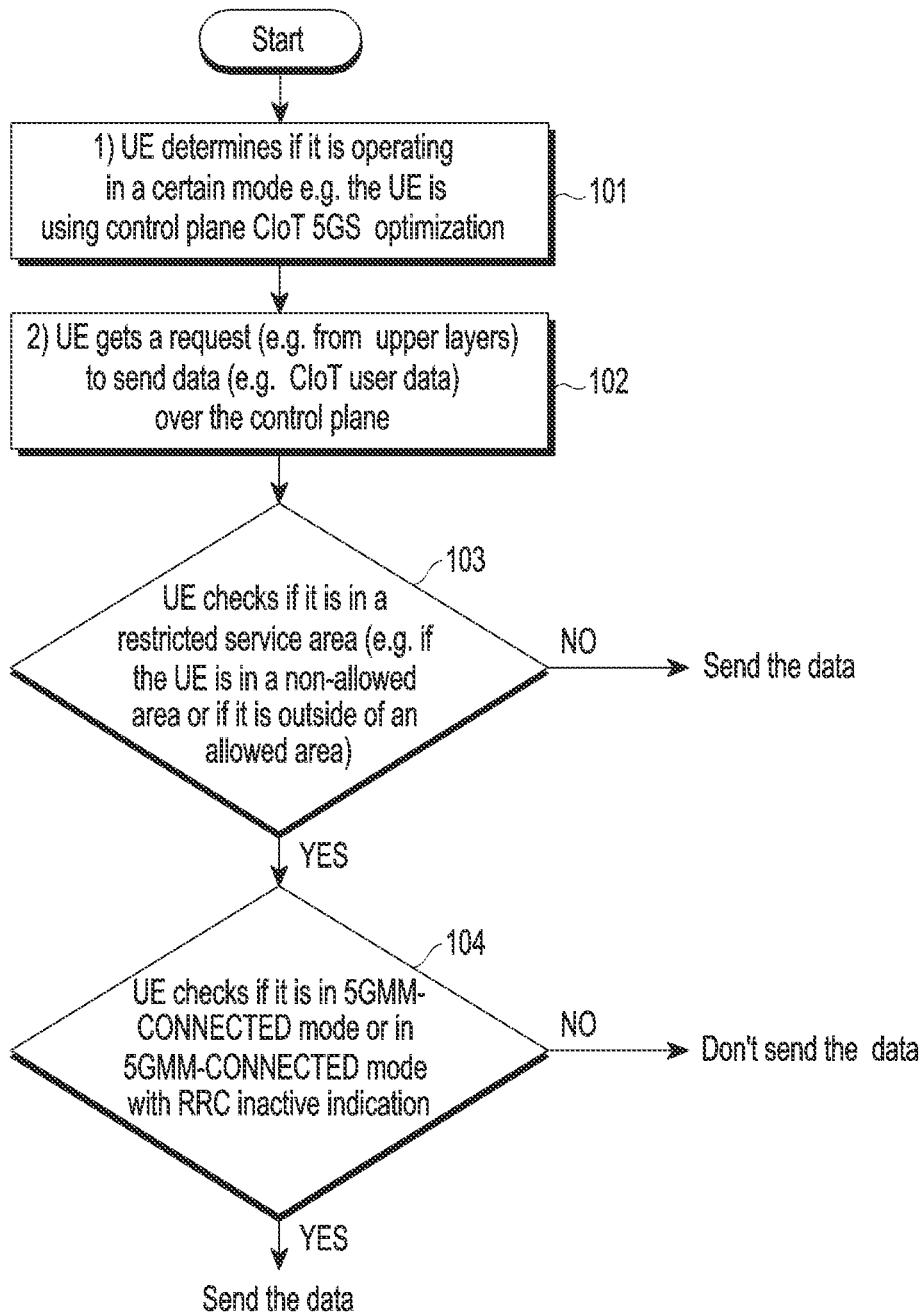 Start
1) UE determines if it is operating
in a certain mode e.g. the UE is
using control plane CIoT 5GS optimization
101
2) UE gets a request (e.g. from upper layers)
to send data (e.g. CIoT user data)
over the control plane
102
103
UE checks if it is in a
restricted service area (e.g. if
the UE is in a non-allowed
area or if it is outside of an
allowed area)
NO
Send the data
YES
104
UE checks if it is in 5GMM-
CONNECTED mode or in
5GMM-CONNECTED mode
with RRC inactive indication
NO
Don't send the data
YES
Send the data